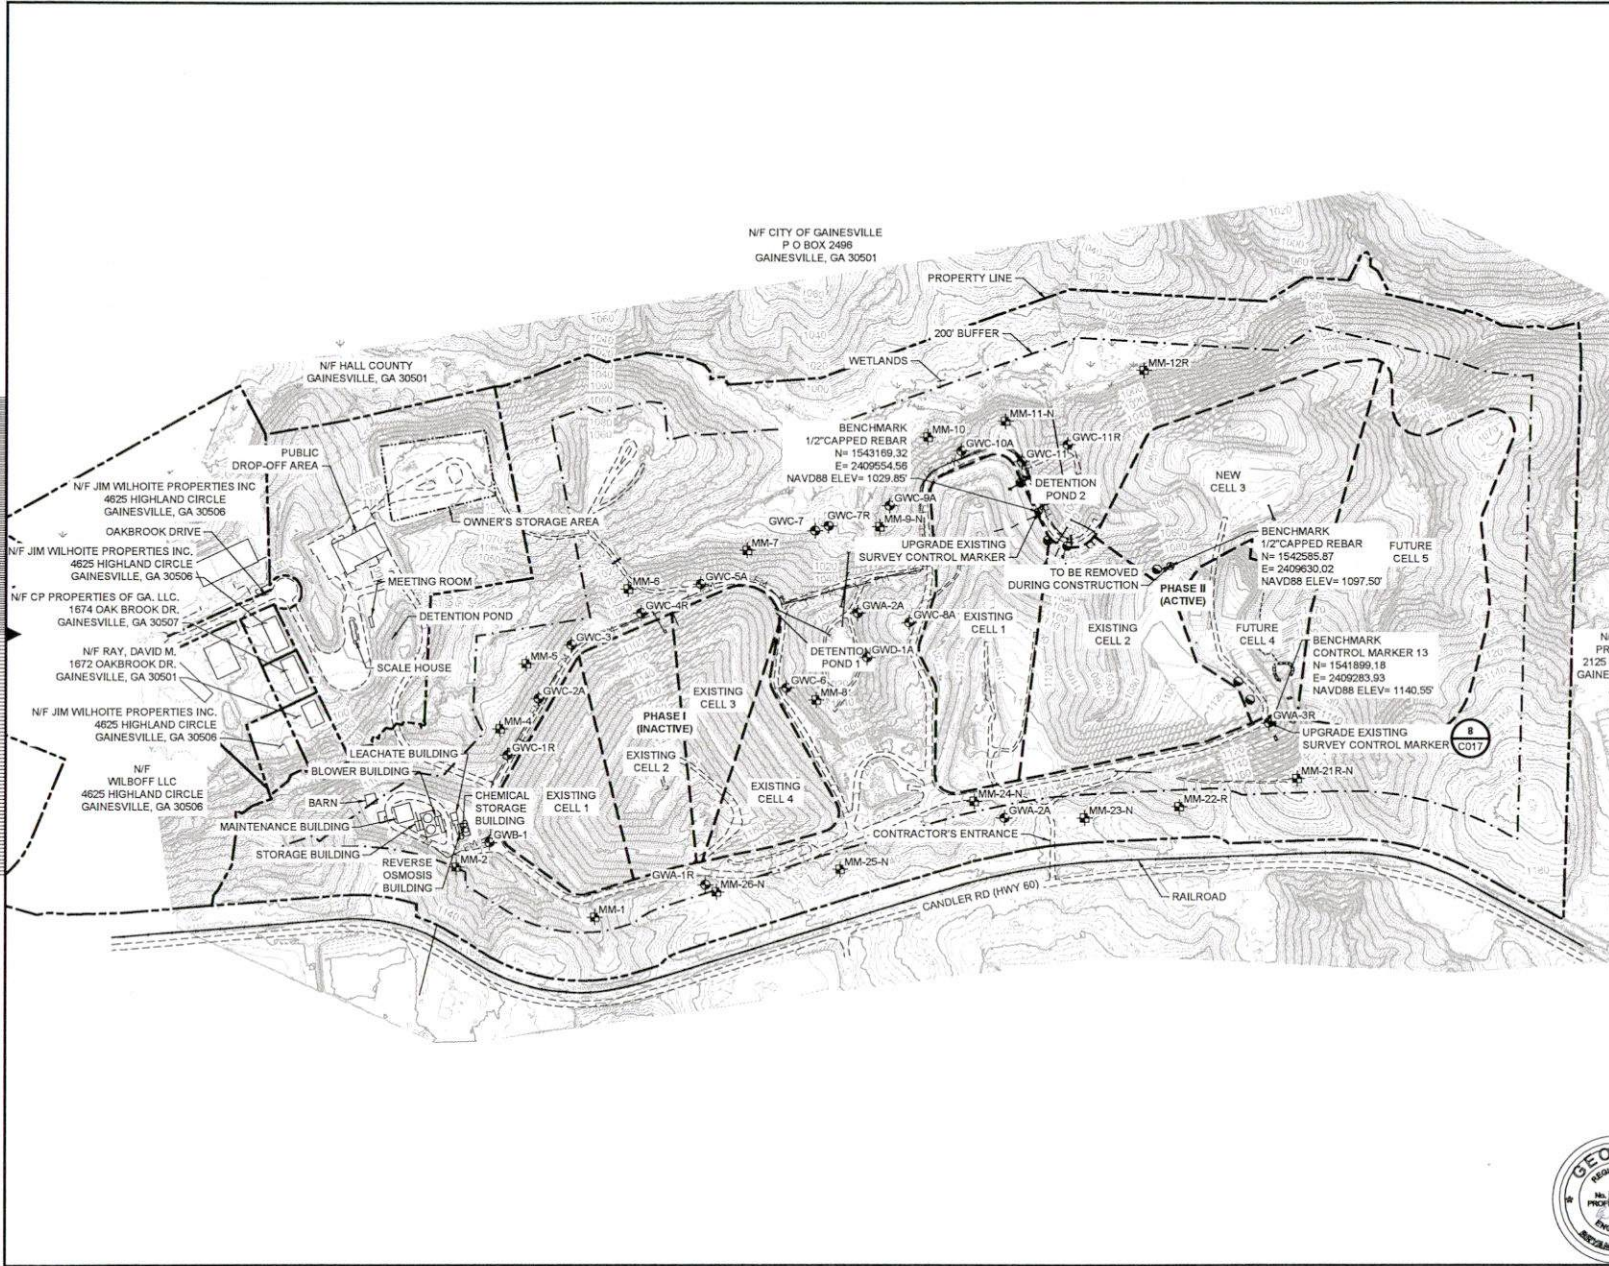 N/F CITY OF GAINESVILLE
P O BOX 2496
GAINESVILLE, GA 30501
PROPERTY LINE
200' BUFFER
WETLANDS
N/F HALL COUNTY
GAINESVILLE, GA 30501
MM-12R
MM-11-N
MM-10
GWC-10A
GWC-11
GWC-11R
BENCHMARK
1/2"CAPPED REBAR
N= 1543169.32
E= 2409554.56
NAVD88 ELEV= 1029.85'
DETENTION
POND 2
PUBLIC
DROP-OFF AREA
N/F JIM WILHOITE PROPERTIES INC
4625 HIGHLAND CIRCLE
GAINESVILLE, GA 30506
OWNER'S STORAGE AREA
OAKBROOK DRIVE
N/F JIM WILHOITE PROPERTIES INC.
4625 HIGHLAND CIRCLE
GAINESVILLE, GA 30506
N/F CP PROPERTIES OF GA. LLC.
1674 OAK BROOK DR.
GAINESVILLE, GA 30507
N/F RAY, DAVID M.
1672 OAKBROOK DR.
GAINESVILLE, GA 30501
N/F JIM WILHOITE PROPERTIES INC.
4625 HIGHLAND CIRCLE
GAINESVILLE, GA 30506
N/F
WILBOFF LLC
4625 HIGHLAND CIRCLE
GAINESVILLE, GA 30506
MEETING ROOM
DETENTION POND
SCALE HOUSE
GWC-9A
GWC-7
GWC-7R
MM-9-N
MM-7
UPGRADE EXISTING
SURVEY CONTROL MARKER
TO BE REMOVED
DURING CONSTRUCTION
NEW
CELL 3
BENCHMARK
1/2"CAPPED REBAR
N= 1542585.87
E= 2409630.02
NAVD88 ELEV= 1097.50'
FUTURE
CELL 5
PHASE II
(ACTIVE)
MM-6
GWC-5A
GWC-4R
GWC-3
MM-5
GWC-2A
MM-4
GWC-1R
GWA-2A
GWC-8A
GWD-1A
DETENTION
POND 1
GWC-6
MM-8
EXISTING
CELL 1
EXISTING
CELL 2
FUTURE
CELL 4
BENCHMARK
CONTROL MARKER 13
N= 1541899.18
E= 2409283.93
NAVD88 ELEV= 1140.55'
GWA-3R
UPGRADE EXISTING
SURVEY CONTROL MARKER
8
C017
EXISTING
CELL 3
PHASE I
(INACTIVE)
EXISTING
CELL 2
EXISTING
CELL 4
EXISTING
CELL 1
LEACHATE BUILDING
BLOWER BUILDING
BARN
MAINTENANCE BUILDING
STORAGE BUILDING
CHEMICAL
STORAGE
BUILDING
REVERSE
OSMOSIS
BUILDING
GWB-1
MM-2
MM-1
GWA-1R
MM-26-N
MM-25-N
MM-24-N
GWA-2A
MM-23-N
MM-22-R
MM-21R-N
CONTRACTOR'S ENTRANCE
CANDLER RD (HWY 60)
RAILROAD
2125